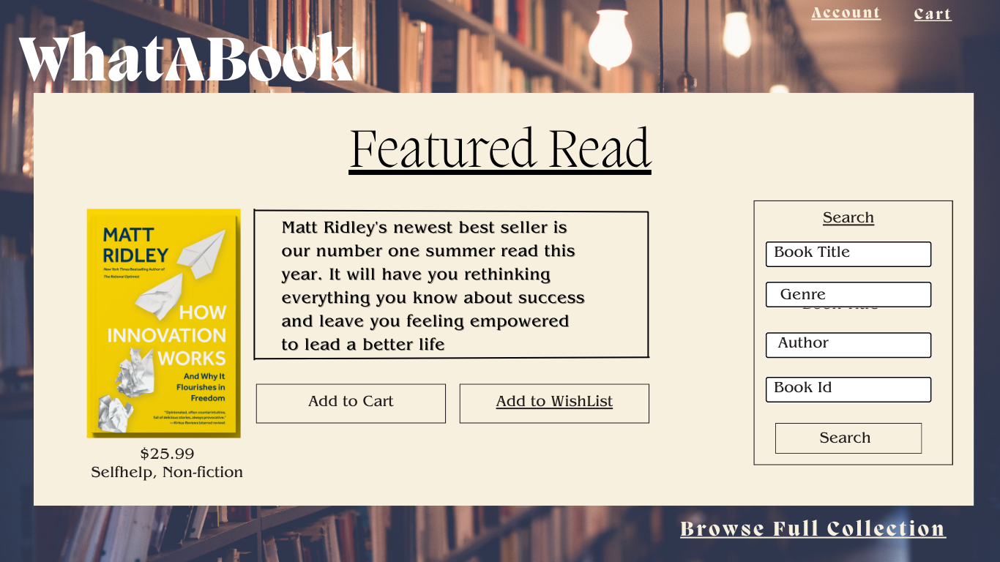 Account Cart
WhatABook
Featured Read
MATT
RIDLEY
New York Times Bestselling Author of
The Rational Optimist
HOW
INNOVATION
WORKS
And Why It
Flourishes in
Freedom
"Opinionated, often counterintuitive,
full of delicious stories, always provocative."
—Kirkus Reviews (starred review)
$25.99
Selfhelp, Non-fiction
Matt Ridley's newest best seller is
our number one summer read this
year. It will have you rethinking
everything you know about success
and leave you feeling empowered
to lead a better life
Add to Cart
Add to WishList
Search
Book Title
Genre
Book Title
Author
Book Id
Search
Browse Full Collection